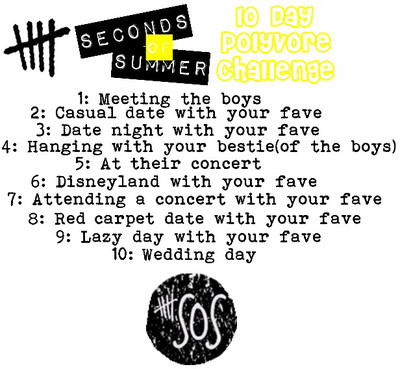 SECONDS
OF
SUMMER
10 Day
Polyvore
Challenge
1: Meeting the boys
2: Casual date with your fave
3: Date night with your fave
4: Hanging with your bestie(of the boys)
5: At their concert
6: Disneyland with your fave
7: Attending a concert with your fave
8: Red carpet date with your fave
9: Lazy day with your fave
10: Wedding day
SOS